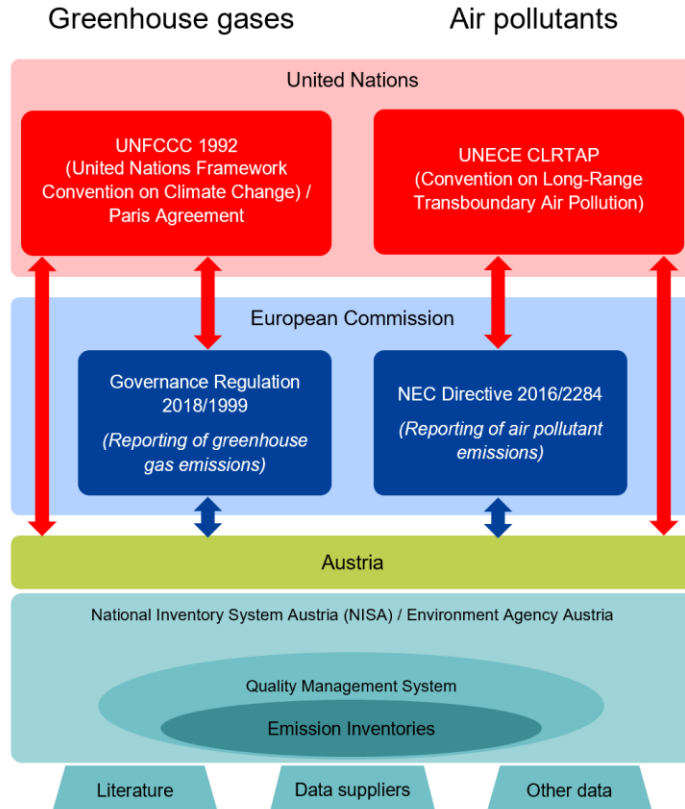 Greenhouse gases
Air pollutants
United Nations
UNFCCC 1992
(United Nations Framework
Convention on Climate Change) /
Paris Agreement
UNECE CLRTAP
(Convention on Long-Range
Transboundary Air Pollution)
European Commission
Governance Regulation
2018/1999
(Reporting of greenhouse
gas emissions)
NEC Directive 2016/2284
(Reporting of air pollutant
emissions)
Austria
National Inventory System Austria (NISA) / Environment Agency Austria
Quality Management System
Emission Inventories
Literature
Data suppliers
Other data